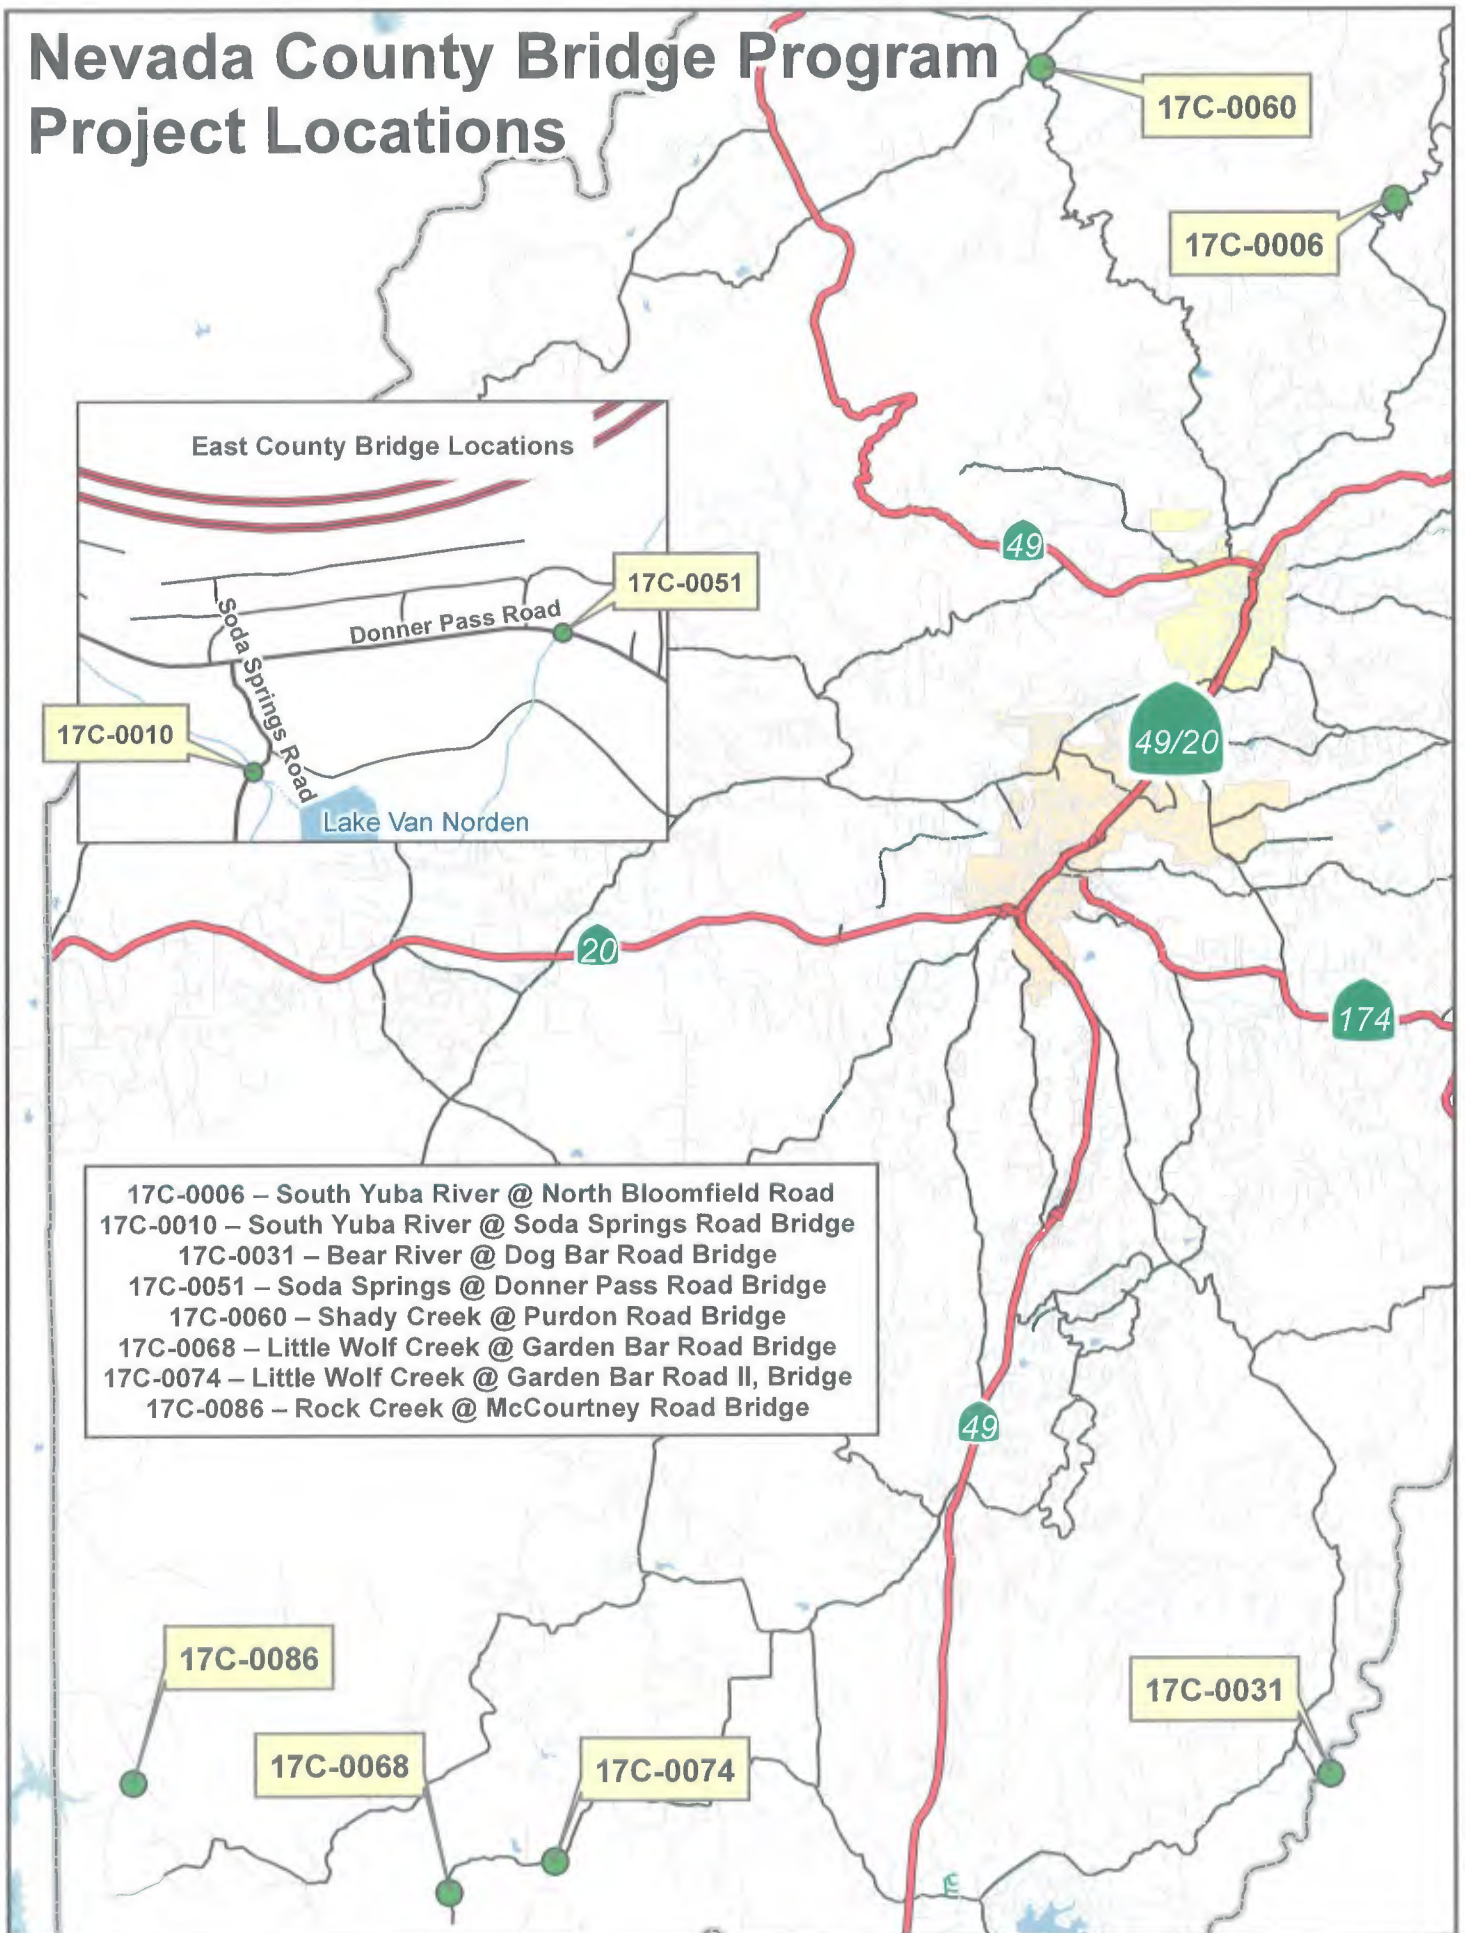 Nevada County Bridge Program
Project Locations
17C-0060
17C-0006
East County Bridge Locations
49
17C-0051
Donner Pass Road
Soda Springs Road
17C-0010
49/20
Lake Van Norden
20
174
17C-0006 – South Yuba River @ North Bloomfield Road
17C-0010 – South Yuba River @ Soda Springs Road Bridge
17C-0031 – Bear River @ Dog Bar Road Bridge
17C-0051 – Soda Springs @ Donner Pass Road Bridge
17C-0060 – Shady Creek @ Purdon Road Bridge
17C-0068 – Little Wolf Creek @ Garden Bar Road Bridge
17C-0074 – Little Wolf Creek @ Garden Bar Road II, Bridge
17C-0086 – Rock Creek @ McCourtney Road Bridge
49
17C-0086
17C-0031
17C-0068
17C-0074